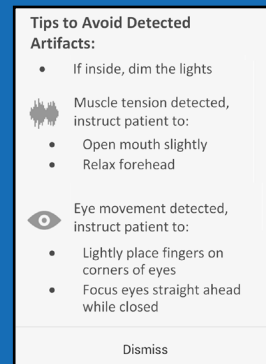 Tips to Avoid Detected
Artifacts:
• If inside, dim the lights
Muscle tension detected,
instruct patient to:
• Open mouth slightly
• Relax forehead
Eye movement detected,
instruct patient to:
• Lightly place fingers on
corners of eyes
• Focus eyes straight ahead
while closed
Dismiss